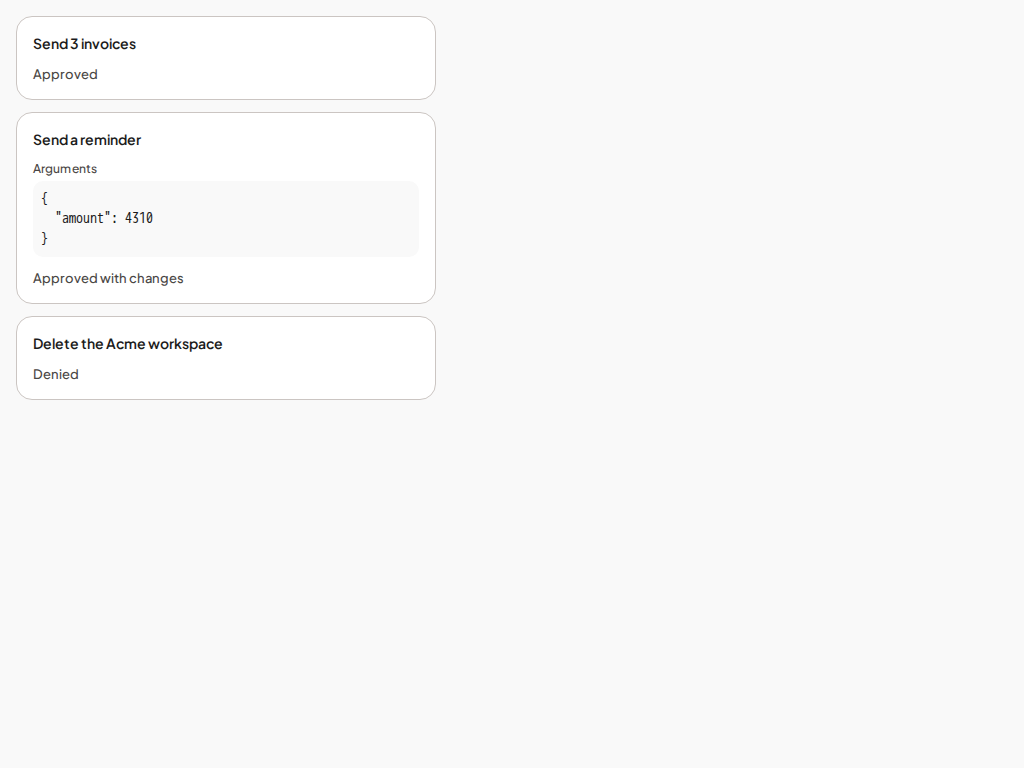 Send 3 invoices
Approved
Send a reminder
Arguments
{
  "amount": 4310
}
Approved with changes
Delete the Acme workspace
Denied